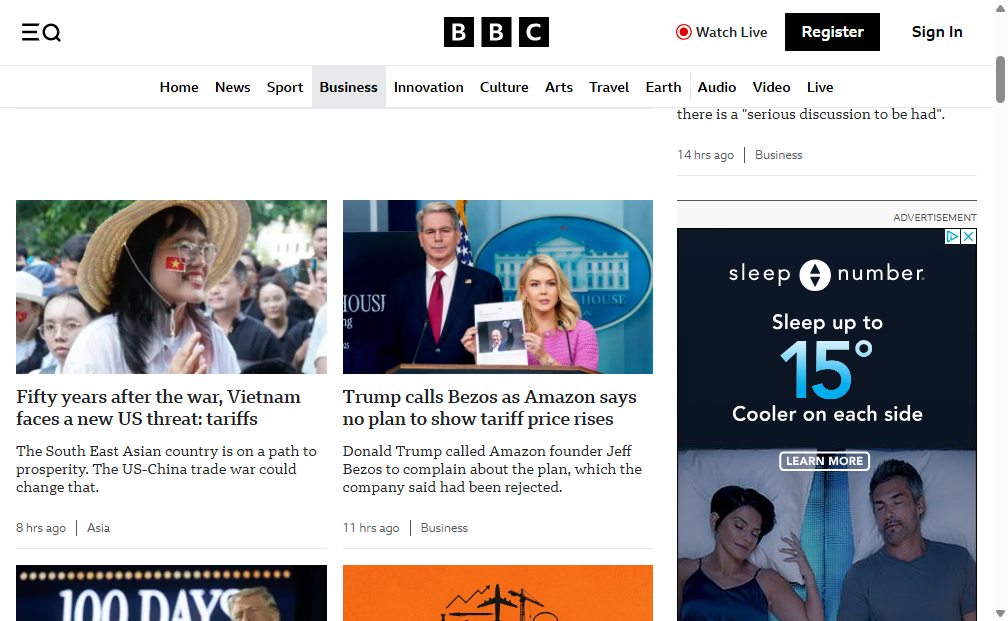 BBC
Watch Live
Register
Sign In
Home
News
Sport
Business
Innovation
Culture
Arts
Travel
Earth
Audio
Video
Live
there is a "serious discussion to be had".
14 hrs ago
Business
Fifty years after the war, Vietnam
faces a new US threat: tariffs
The South East Asian country is on a path to
prosperity. The US-China trade war could
change that.
8 hrs ago
Asia
Trump calls Bezos as Amazon says
no plan to show tariff price rises
Donald Trump called Amazon founder Jeff
Bezos to complain about the plan, which the
company said had been rejected.
11 hrs ago
Business
100 DAYS
ADVERTISEMENT
sleep number
Sleep up to
15°
Cooler on each side
LEARN MORE